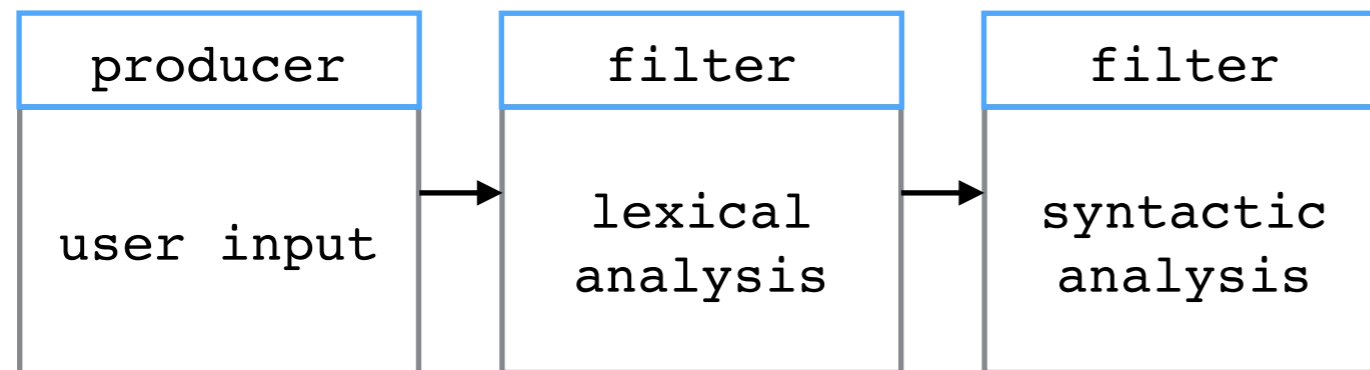 producer
user input
filter
lexical
analysis
filter
syntactic
analysis